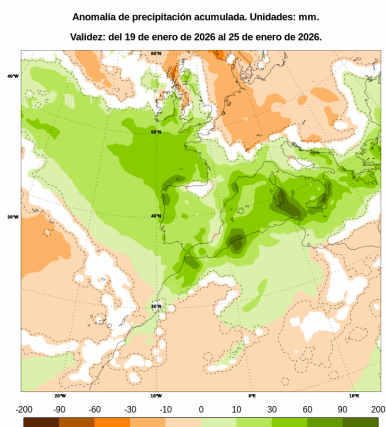 Anomalía de precipitación acumulada. Unidades: mm.
Validez: del 19 de enero de 2026 al 25 de enero de 2026.
60°N
40°W
50°N
30°W
40°N
30°N
20°W 10°W 0°E 10°E
-200 -90 -60 -30 -10 0 10 30 60 90 200